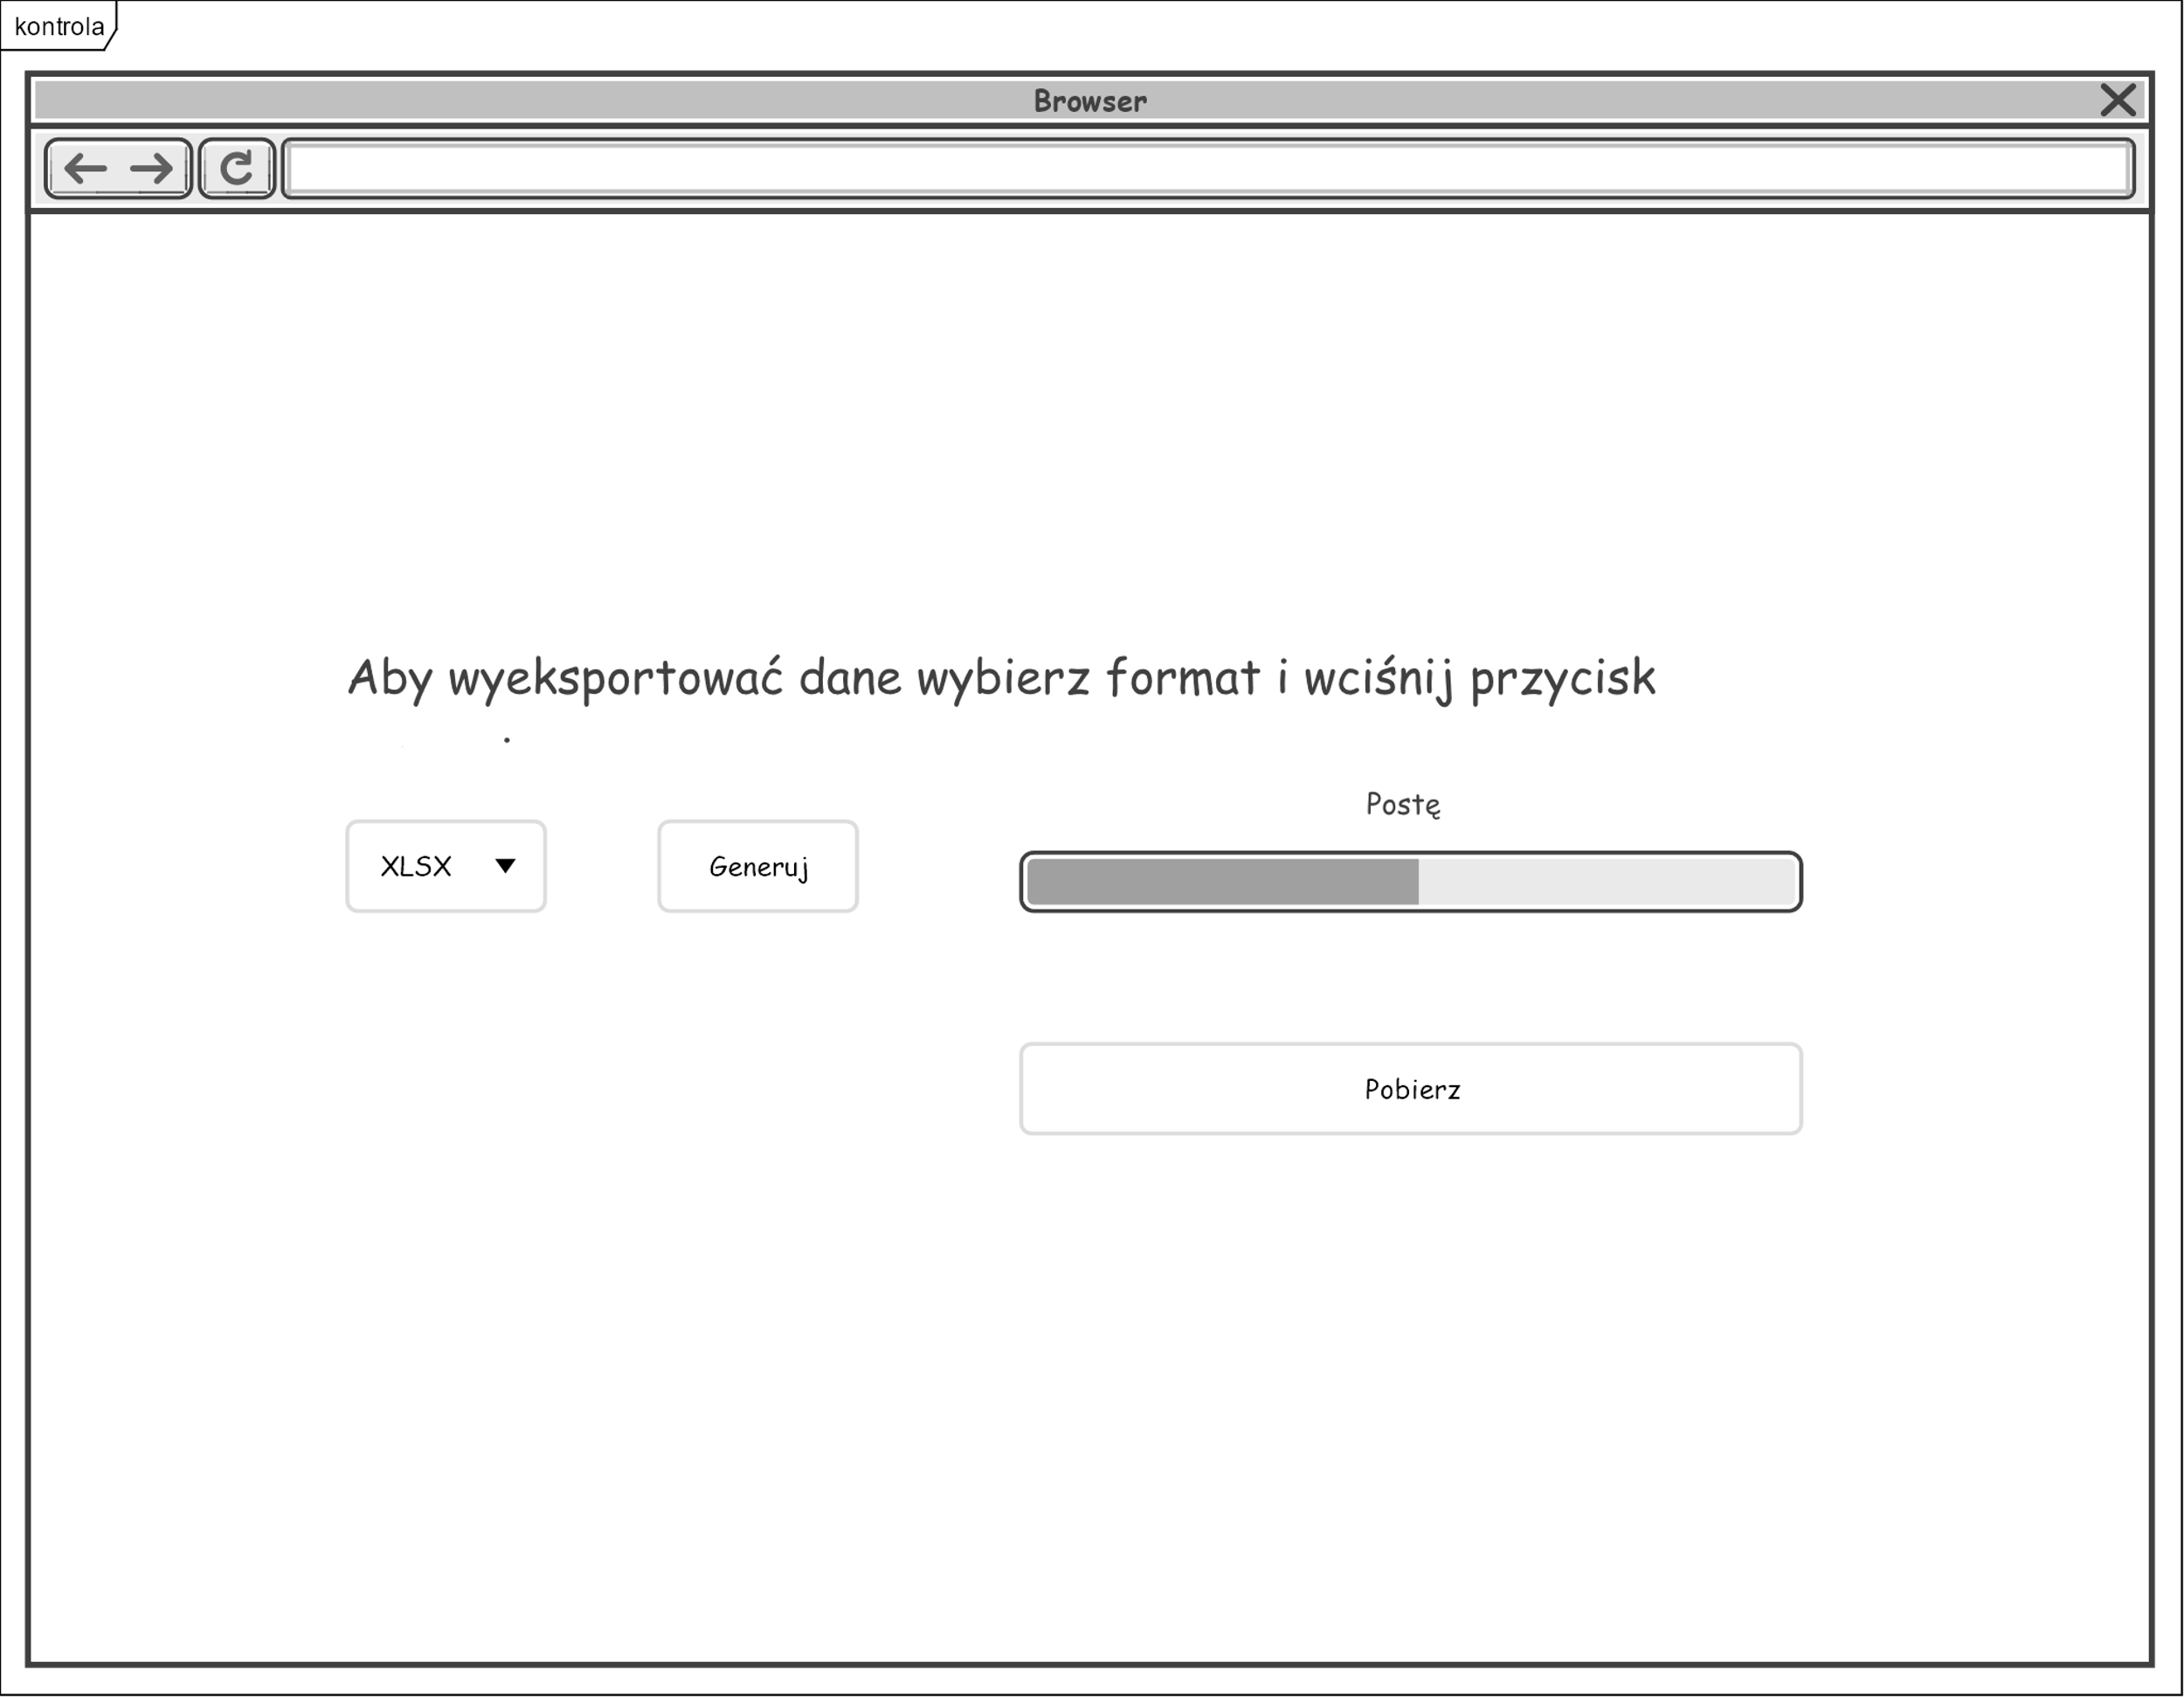 kontrola
Browser
Aby wyeksportować dane wybierz format i wciśnij przycisk
Postę
XLSX
Generuj
Pobierz